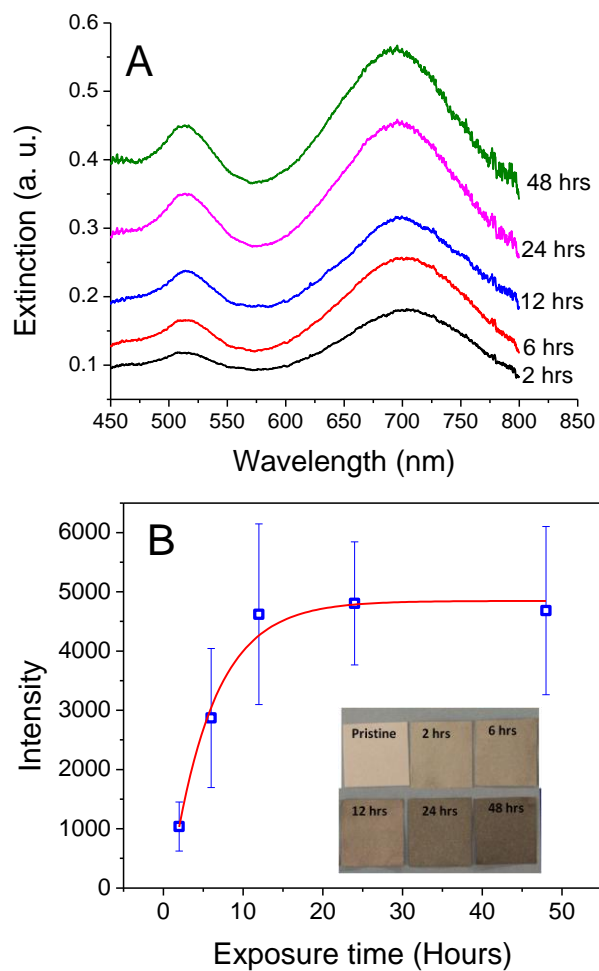 A
0.6
0.5
0.4
0.3
0.2
0.1
Extinction (a. u.)
48 hrs
24 hrs
12 hrs
6 hrs
2 hrs
450 500 550 600 650 700 750 800 850
Wavelength (nm)
B
6000
5000
4000
3000
2000
1000
0
Intensity
Pristine 2 hrs 6 hrs
12 hrs 24 hrs 48 hrs
0 10 20 30 40 50
Exposure time (Hours)